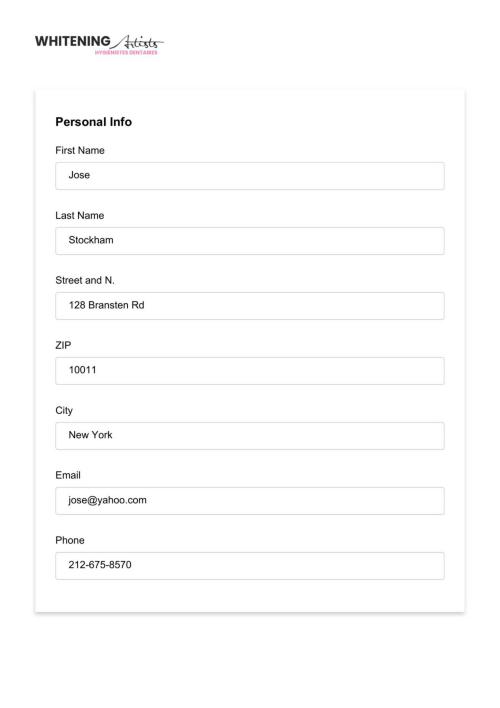 WHITENING Artists
HYGIÉNISTES DENTAIRES
Personal Info
First Name
Jose
Last Name
Stockham
Street and N.
128 Bransten Rd
ZIP
10011
City
New York
Email
jose@yahoo.com
Phone
212-675-8570